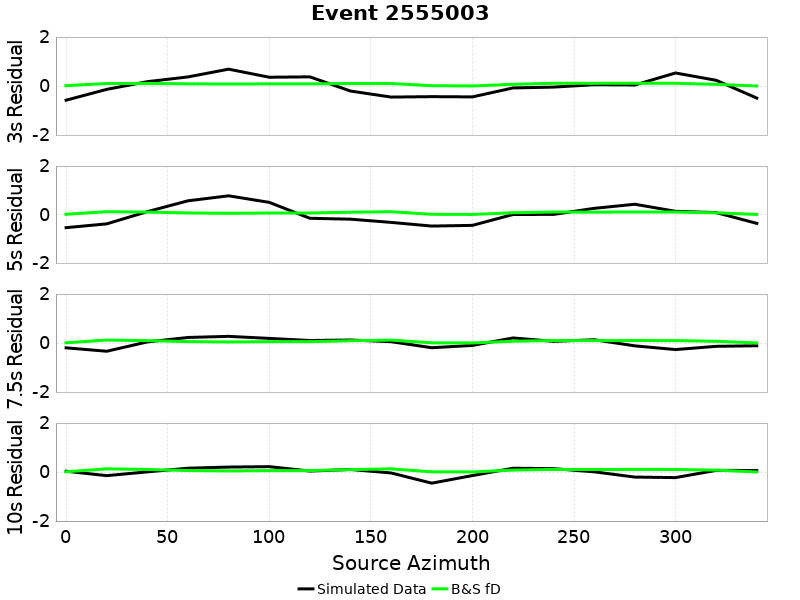 Event 2555003
3s Residual
2
0
-2
5s Residual
2
0
-2
7.5s Residual
2
0
-2
10s Residual
2
0
-2
0 50 100 150 200 250 300
Source Azimuth
Simulated Data B&S fD